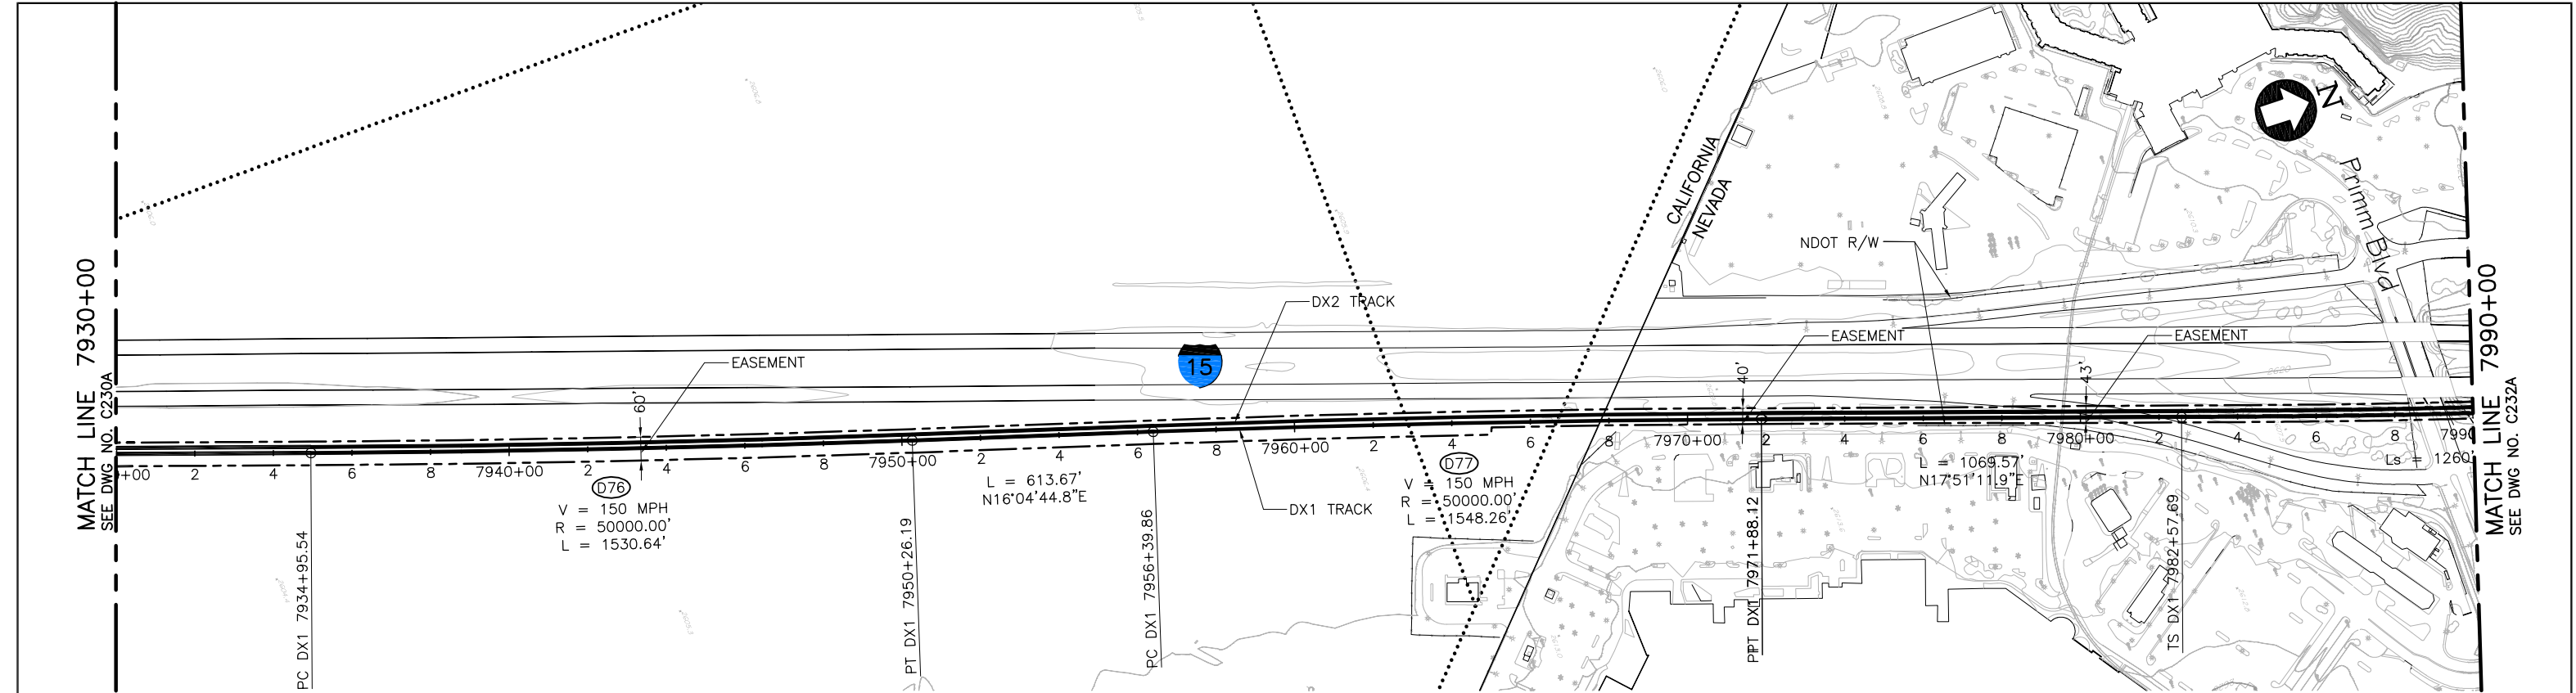 MATCH LINE 7930+00
SEE DWG NO. C230A
CALIFORNIA
NEVADA
N
Primm Blvd
NDOT R/W
DX2 TRACK
15
EASEMENT
EASEMENT
EASEMENT
60'
40'
43'
+00 2 4 6 8 7940+00 2 4 6 8 7950+00 2 4 6 8 7960+00 2 4 6 8 7970+00 2 4 6 8 7980+00 2 4 6 8 7990
D76
V = 150 MPH
R = 50000.00'
L = 1530.64'
L = 613.67'
N16°04'44.8"E
DX1 TRACK
D77
V = 150 MPH
R = 50000.00'
L = 1548.26'
L = 1069.57'
N17°51'11.9"E
Ls = 1260'
PC DX1 7934+95.54
PT DX1 7950+26.19
PC DX1 7956+39.86
PPT DX1 7971+88.12
TS DX1 7982+57.69
MATCH LINE 7990+00
SEE DWG NO. C232A